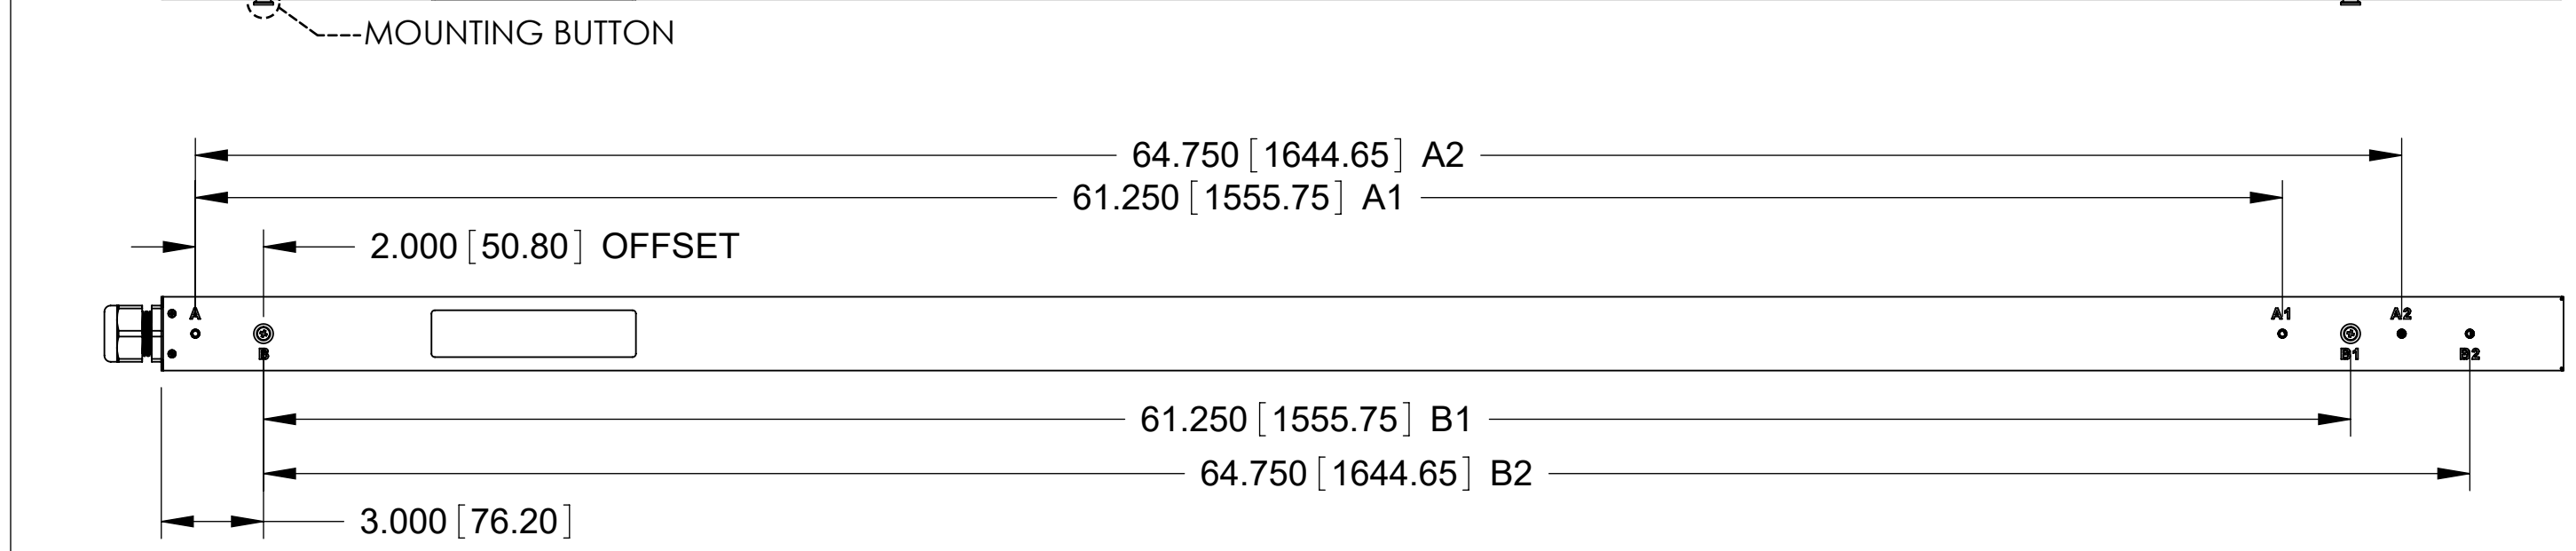 MOUNTING BUTTON
64.750 [1644.65] A2
61.250 [1555.75] A1
2.000 [50.80] OFFSET
A
A1
A2
B
B1
B2
61.250 [1555.75] B1
64.750 [1644.65] B2
3.000 [76.20]